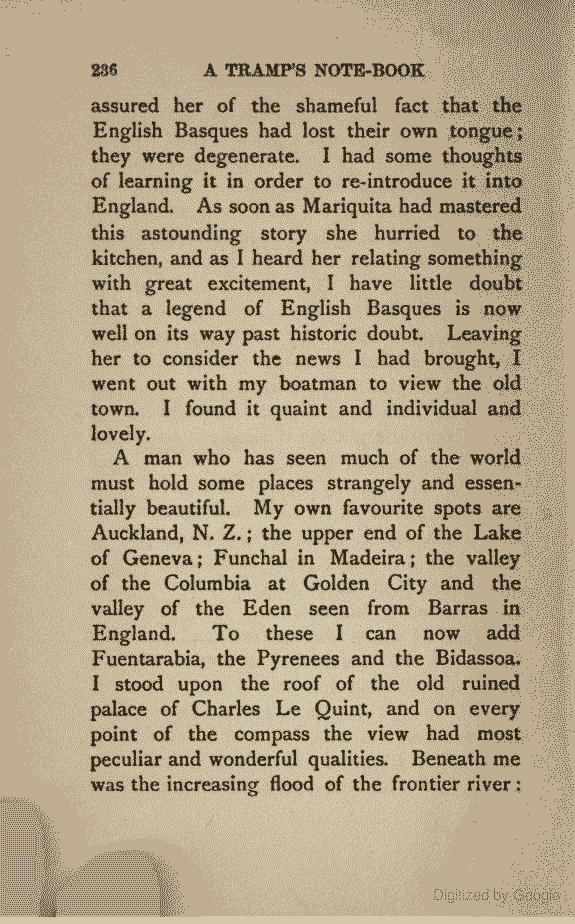 236 A TRAMP'S NOTE-BOOK
assured her of the shameful fact that the
English Basques had lost their own tongue;
they were degenerate. I had some thoughts
of learning it in order to re-introduce it into
England. As soon as Mariquita had mastered
this astounding story she hurried to the
kitchen, and as I heard her relating something
with great excitement, I have little doubt
that a legend of English Basques is now
well on its way past historic doubt. Leaving
her to consider the news I had brought, I
went out with my boatman to view the old
town. I found it quaint and individual and
lovely.
A man who has seen much of the world
must hold some places strangely and essen-
tially beautiful. My own favourite spots are
Auckland, N. Z.; the upper end of the Lake
of Geneva; Funchal in Madeira; the valley
of the Columbia at Golden City and the
valley of the Eden seen from Barras in
England. To these I can now add
Fuentarabia, the Pyrenees and the Bidassoa.
I stood upon the roof of the old ruined
palace of Charles Le Quint, and on every
point of the compass the view had most
peculiar and wonderful qualities. Beneath me
was the increasing flood of the frontier river:
Digitized by Google